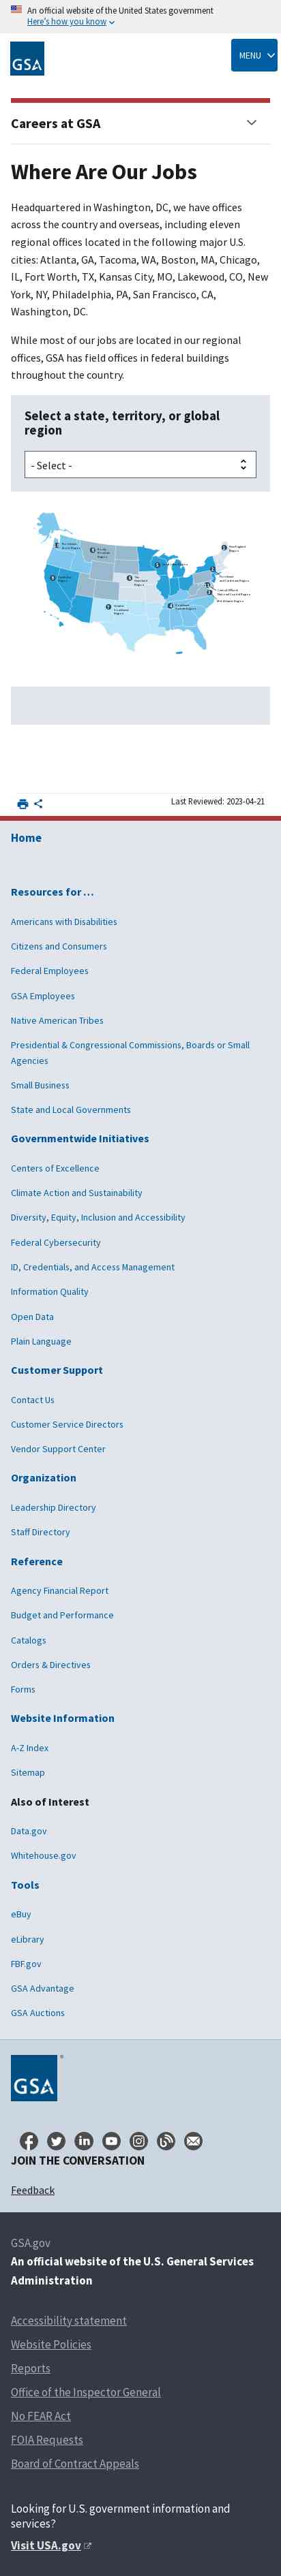 An official website of the United States government
Here’s how you know
GSA
MENU
Careers at GSA
Where Are Our Jobs
Headquartered in Washington, DC, we have offices
across the country and overseas, including eleven
regional offices located in the following major U.S.
cities: Atlanta, GA, Tacoma, WA, Boston, MA, Chicago,
IL, Fort Worth, TX, Kansas City, MO, Lakewood, CO, New
York, NY, Philadelphia, PA, San Francisco, CA,
Washington, DC.
While most of our jobs are located in our regional
offices, GSA has field offices in federal buildings
throughout the country.
Select a state, territory, or global
region
- Select -
Last Reviewed: 2023-04-21
Home
Resources for …
Americans with Disabilities
Citizens and Consumers
Federal Employees
GSA Employees
Native American Tribes
Presidential & Congressional Commissions, Boards or Small
Agencies
Small Business
State and Local Governments
Governmentwide Initiatives
Centers of Excellence
Climate Action and Sustainability
Diversity, Equity, Inclusion and Accessibility
Federal Cybersecurity
ID, Credentials, and Access Management
Information Quality
Open Data
Plain Language
Customer Support
Contact Us
Customer Service Directors
Vendor Support Center
Organization
Leadership Directory
Staff Directory
Reference
Agency Financial Report
Budget and Performance
Catalogs
Orders & Directives
Forms
Website Information
A-Z Index
Sitemap
Also of Interest
Data.gov
Whitehouse.gov
Tools
eBuy
eLibrary
FBF.gov
GSA Advantage
GSA Auctions
GSA ®
JOIN THE CONVERSATION
Feedback
GSA.gov
An official website of the U.S. General Services
Administration
Accessibility statement
Website Policies
Reports
Office of the Inspector General
No FEAR Act
FOIA Requests
Board of Contract Appeals
Looking for U.S. government information and
services?
Visit USA.gov